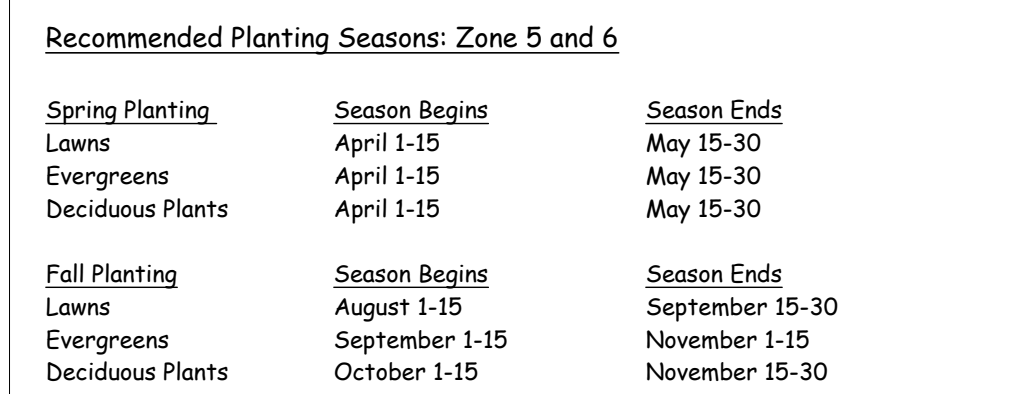 Recommended Planting Seasons: Zone 5 and 6
Spring Planting Season Begins Season Ends
Lawns April 1-15 May 15-30
Evergreens April 1-15 May 15-30
Deciduous Plants April 1-15 May 15-30
Fall Planting Season Begins Season Ends
Lawns August 1-15 September 15-30
Evergreens September 1-15 November 1-15
Deciduous Plants October 1-15 November 15-30